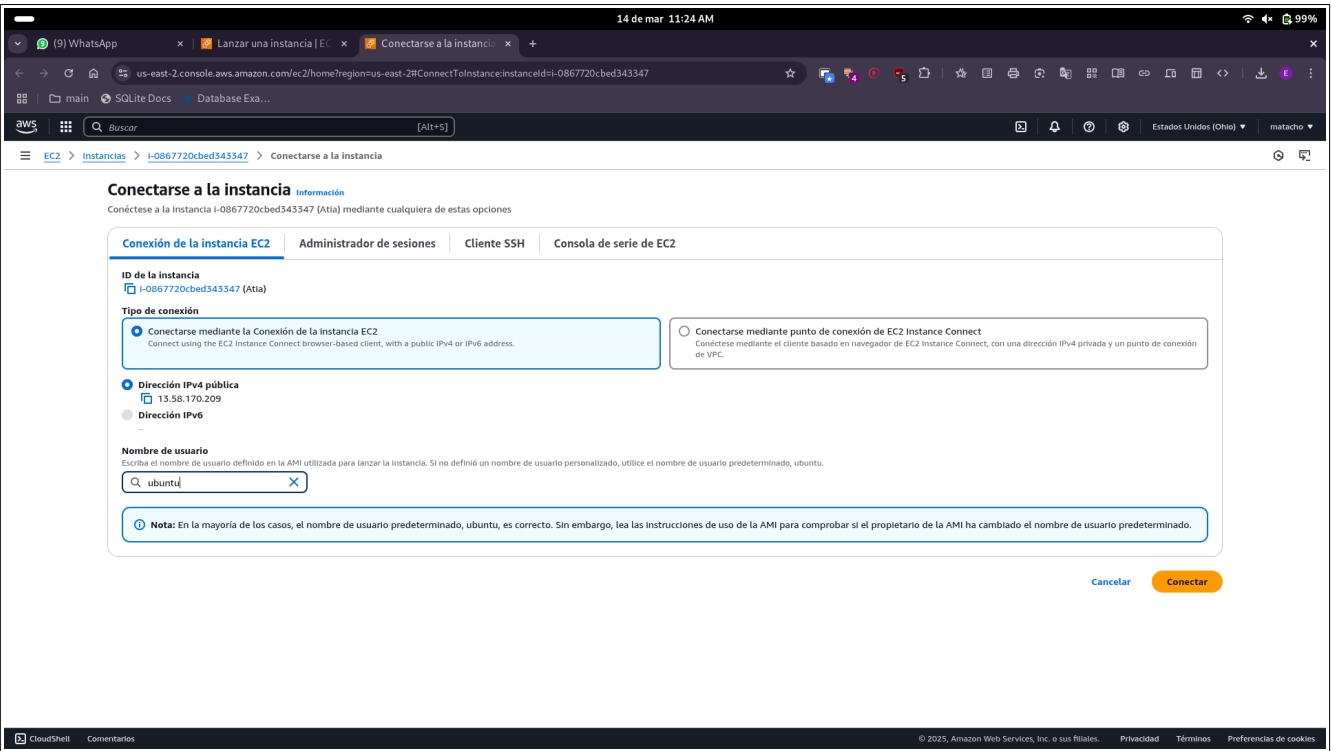 14 de mar 11:24 AM
99%
(9) WhatsApp
Lanzar una instancia | EC
Conectarse a la instancia
us-east-2.console.aws.amazon.com/ec2/home?region=us-east-2#ConnectToInstance:instanceId=i-0867720cbed343347
4
5
E
main
SQLite Docs
Database Exa...
aws
Buscar
[Alt+S]
Estados Unidos (Ohio)
matacho
EC2 > Instancias > i-0867720cbed343347 > Conectarse a la instancia
Conectarse a la instancia Información
Conéctese a la instancia i-0867720cbed343347 (Atia) mediante cualquiera de estas opciones
Conexión de la instancia EC2
Administrador de sesiones
Cliente SSH
Consola de serie de EC2
ID de la instancia
i-0867720cbed343347 (Atia)
Tipo de conexión
Conectarse mediante la Conexión de la instancia EC2
Connect using the EC2 Instance Connect browser-based client, with a public IPv4 or IPv6 address.
Conectarse mediante punto de conexión de EC2 Instance Connect
Conéctese mediante el cliente basado en navegador de EC2 Instance Connect, con una dirección IPv4 privada y un punto de conexión
de VPC.
Dirección IPv4 pública
13.58.170.209
Dirección IPv6
–
Nombre de usuario
Escriba el nombre de usuario definido en la AMI utilizada para lanzar la instancia. Si no definió un nombre de usuario personalizado, utilice el nombre de usuario predeterminado, ubuntu.
ubuntu
Nota: En la mayoría de los casos, el nombre de usuario predeterminado, ubuntu, es correcto. Sin embargo, lea las instrucciones de uso de la AMI para comprobar si el propietario de la AMI ha cambiado el nombre de usuario predeterminado.
Cancelar
Conectar
CloudShell
Comentarios
© 2025, Amazon Web Services, Inc. o sus filiales.
Privacidad
Términos
Preferencias de cookies